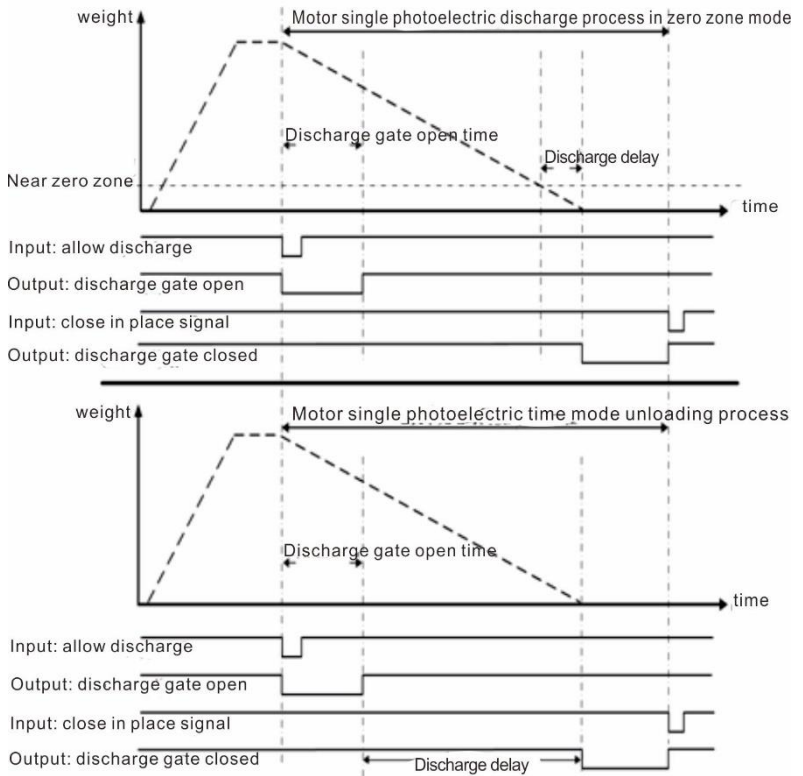 weight
Motor single photoelectric discharge process in zero zone mode
Discharge gate open time
Discharge delay
Near zero zone
time
Input: allow discharge
Output: discharge gate open
Input: close in place signal
Output: discharge gate closed
weight
Motor single photoelectric time mode unloading process
Discharge gate open time
time
Input: allow discharge
Output: discharge gate open
Input: close in place signal
Output: discharge gate closed
Discharge delay